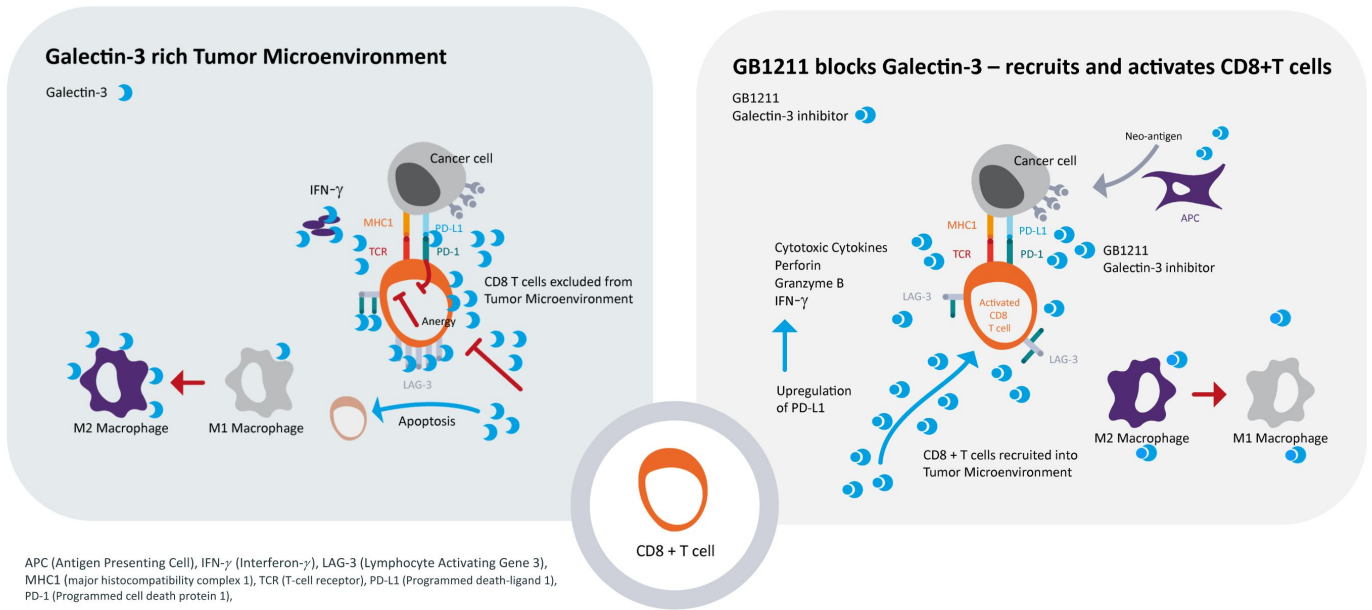 Galectin-3 rich Tumor Microenvironment
Galectin-3
Cancer cell
IFN-γ
MHC1
PD-L1
TCR
PD-1
CD8 T cells excluded from
Tumor Microenvironment
Anergy
LAG-3
M2 Macrophage
M1 Macrophage
Apoptosis
GB1211 blocks Galectin-3 – recruits and activates CD8+T cells
GB1211
Galectin-3 inhibitor
Neo-antigen
Cancer cell
APC
MHC1
PD-L1
TCR
PD-1
GB1211
Galectin-3 inhibitor
Cytotoxic Cytokines
Perforin
Granzyme B
IFN-γ
LAG-3
Activated
CD8
T cell
LAG-3
Upregulation
of PD-L1
CD8 + T cells recruited into
Tumor Microenvironment
M2 Macrophage
M1 Macrophage
CD8 + T cell
APC (Antigen Presenting Cell), IFN-γ (Interferon-γ), LAG-3 (Lymphocyte Activating Gene 3),
MHC1 (major histocompatibility complex 1), TCR (T-cell receptor), PD-L1 (Programmed death-ligand 1),
PD-1 (Programmed cell death protein 1),